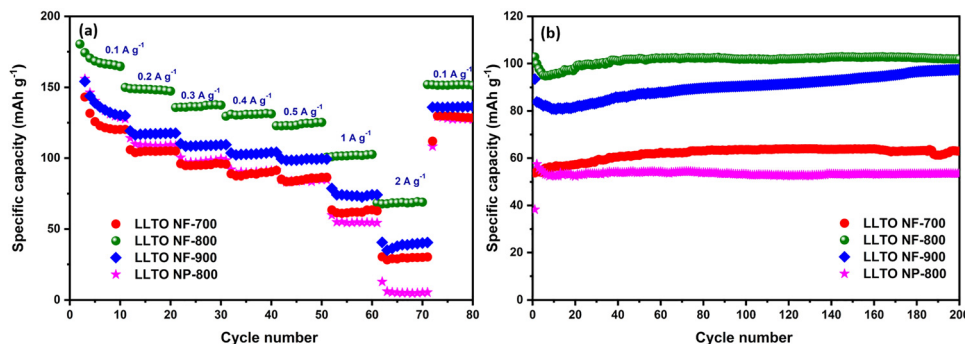 (a)
200
150
100
50
0
Specific capacity (mAh g⁻¹)
0.1 A g⁻¹
0.2 A g⁻¹
0.3 A g⁻¹
0.4 A g⁻¹
0.5 A g⁻¹
1 A g⁻¹
2 A g⁻¹
0.1 A g⁻¹
LLTO NF-700
LLTO NF-800
LLTO NF-900
LLTO NP-800
0 10 20 30 40 50 60 70 80
Cycle number
(b)
120
100
80
60
40
20
0
Specific capacity (mAh g⁻¹)
LLTO NF-700
LLTO NF-800
LLTO NF-900
LLTO NP-800
0 20 40 60 80 100 120 140 160 180 200
Cycle number